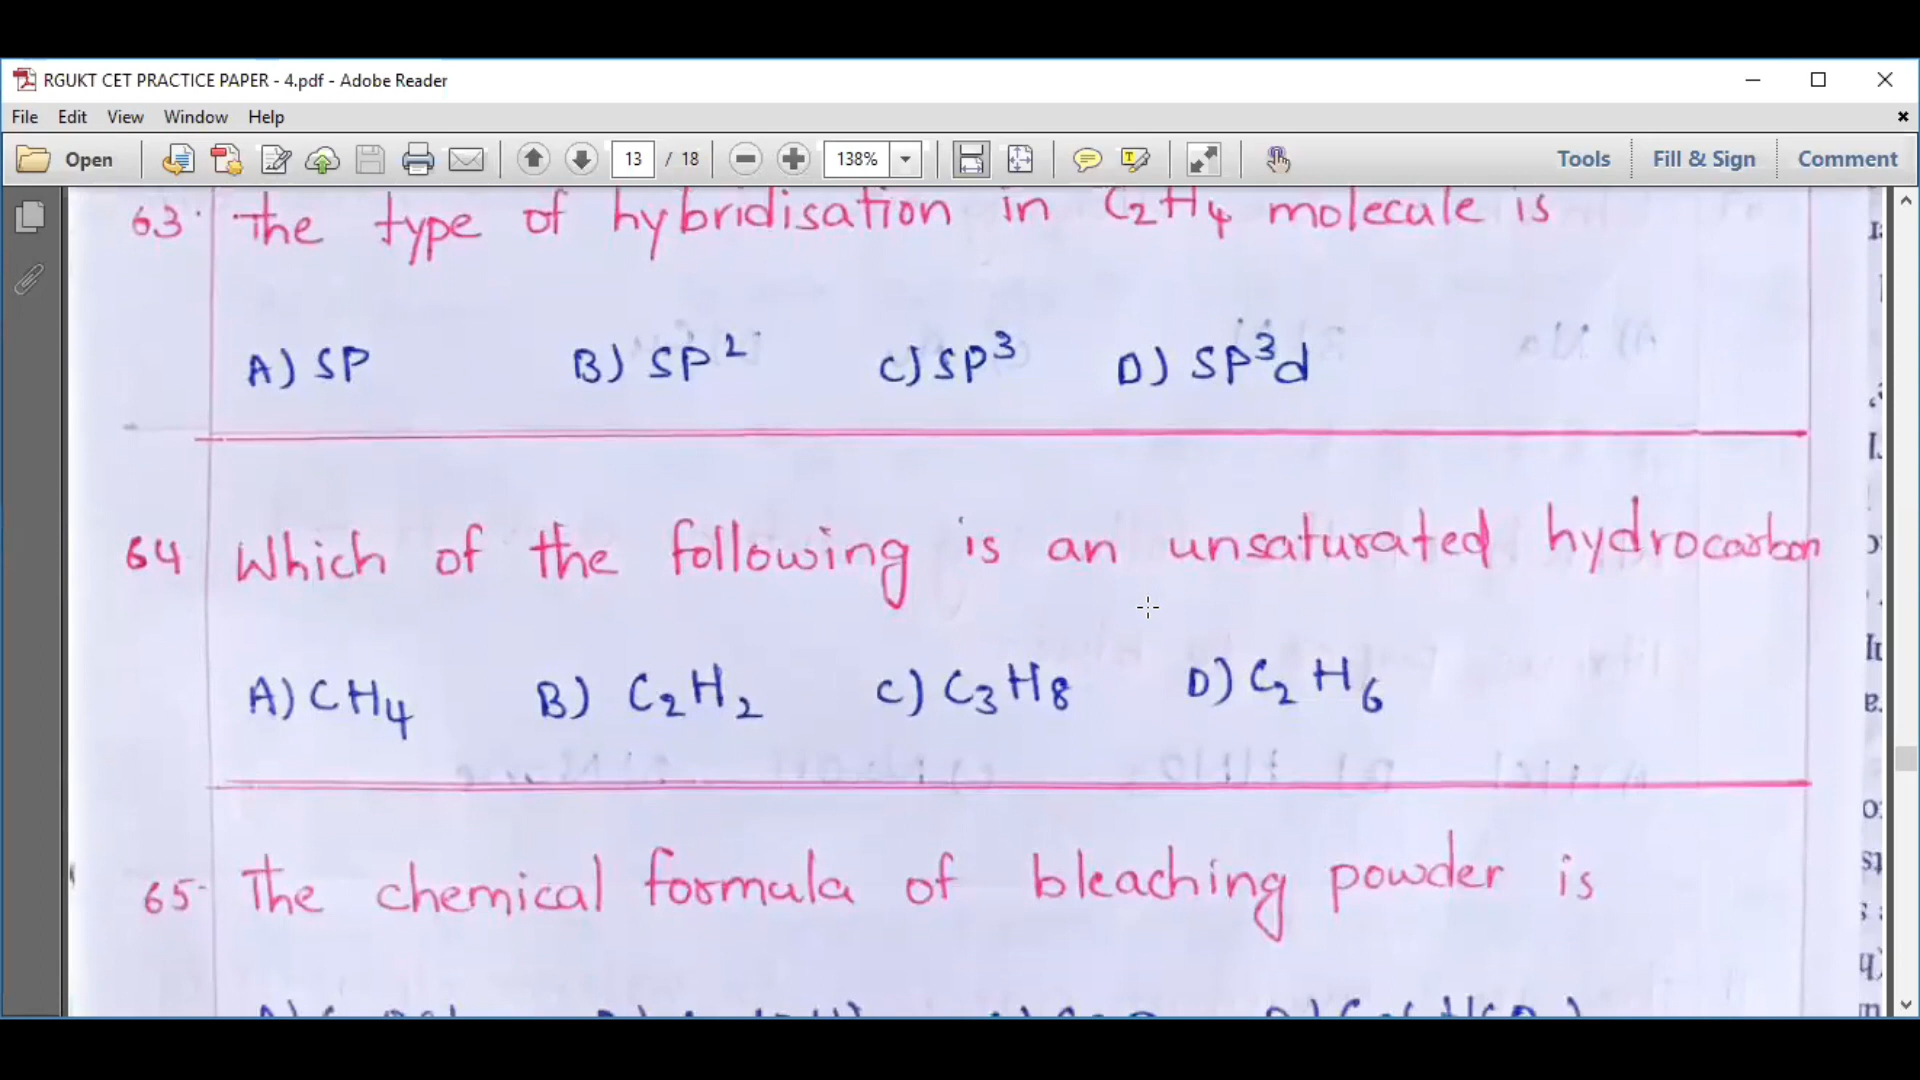 RGUKT CET PRACTICE PAPER - 4.pdf - Adobe Reader
File Edit View Window Help
Open 13 / 18 138% Tools Fill & Sign Comment
63. The type of hybridisation in C2H4 molecule is
A) SP B) SP² C) SP³ D) SP³d
64 Which of the following is an unsaturated hydrocarbon
A) CH4 B) C2H2 C) C3H8 D) C2H6
65. The chemical formula of bleaching powder is